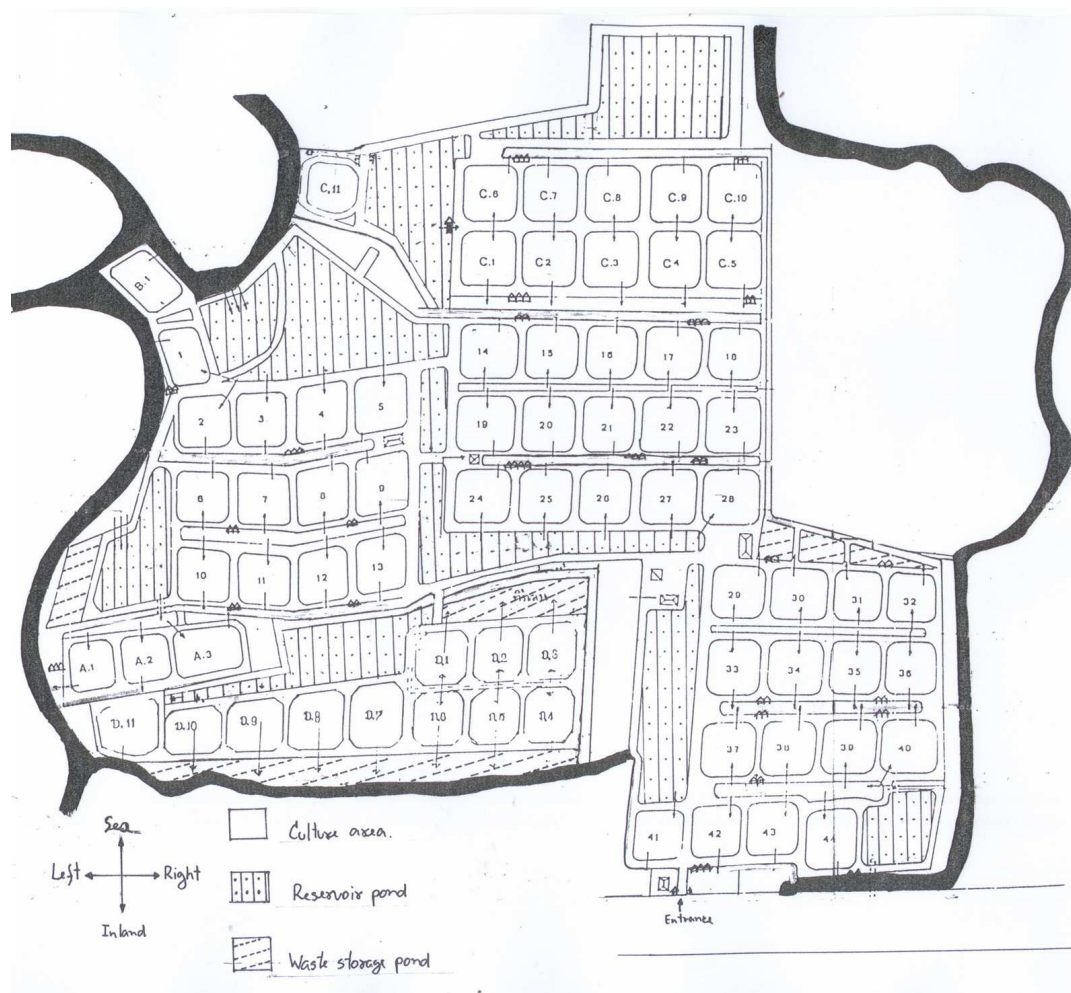 C.11
C.6 C.7 C.8 C.9 C.10
C.1 C.2 C.3 C.4 C.5
B.1
1
14 15 16 17 18
2 3 4 5
19 20 21 22 23
6 7 8 9
24 25 26 27 28
10 11 12 13
29 30 31 32
A.1 A.2 A.3
D.1 D.2 D.3
33 34 35 36
D.11 D.10 D.9 D.8 D.7 D.6 D.5 D.4
37 38 39 40
41 42 43 44
Sea
Left Right
Inland
Culture area.
Reservoir pond
Waste storage pond
Entrance